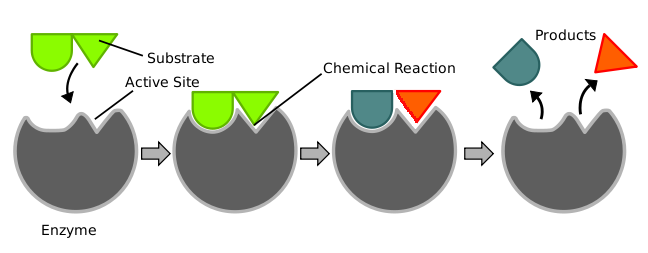 Substrate
Active Site
Enzyme
Chemical Reaction
Products